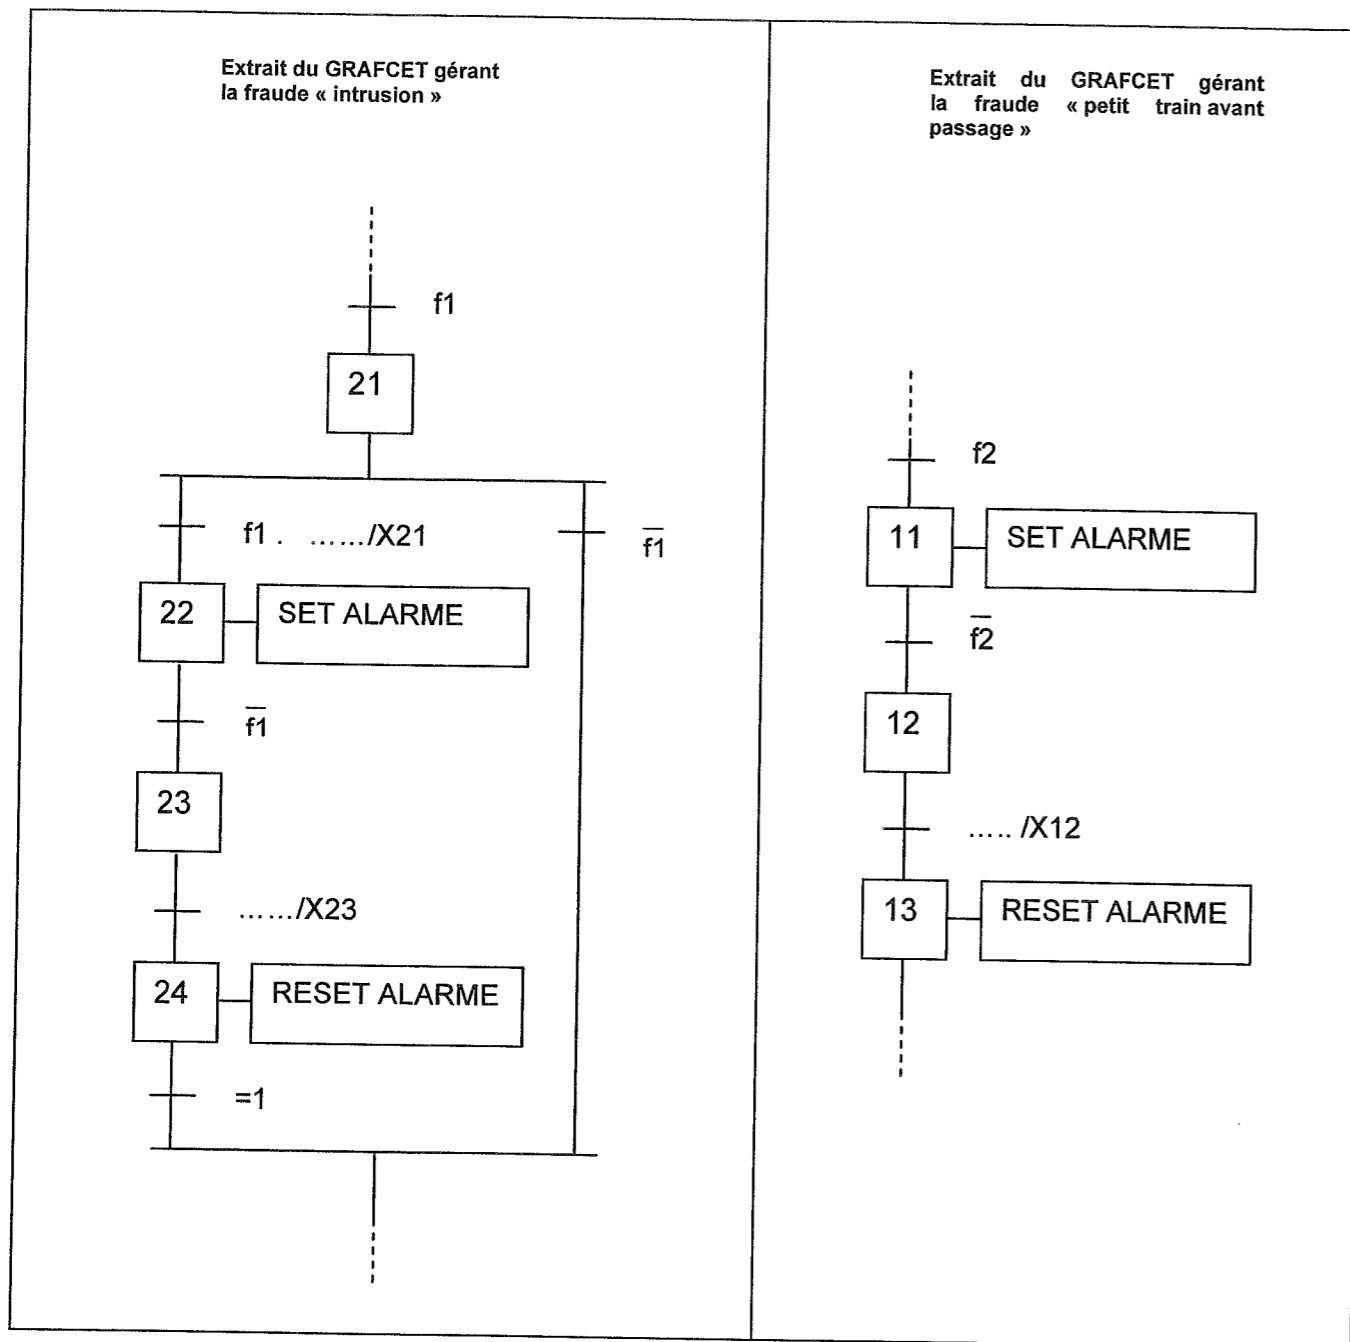 Extrait du GRAFCET gérant
la fraude « intrusion »
f1
21
f1 . ....../X21
f1
22
SET ALARME
f1
23
....../X23
24
RESET ALARME
=1
Extrait du GRAFCET gérant
la fraude « petit train avant
passage »
f2
11
SET ALARME
f2
12
..... /X12
13
RESET ALARME